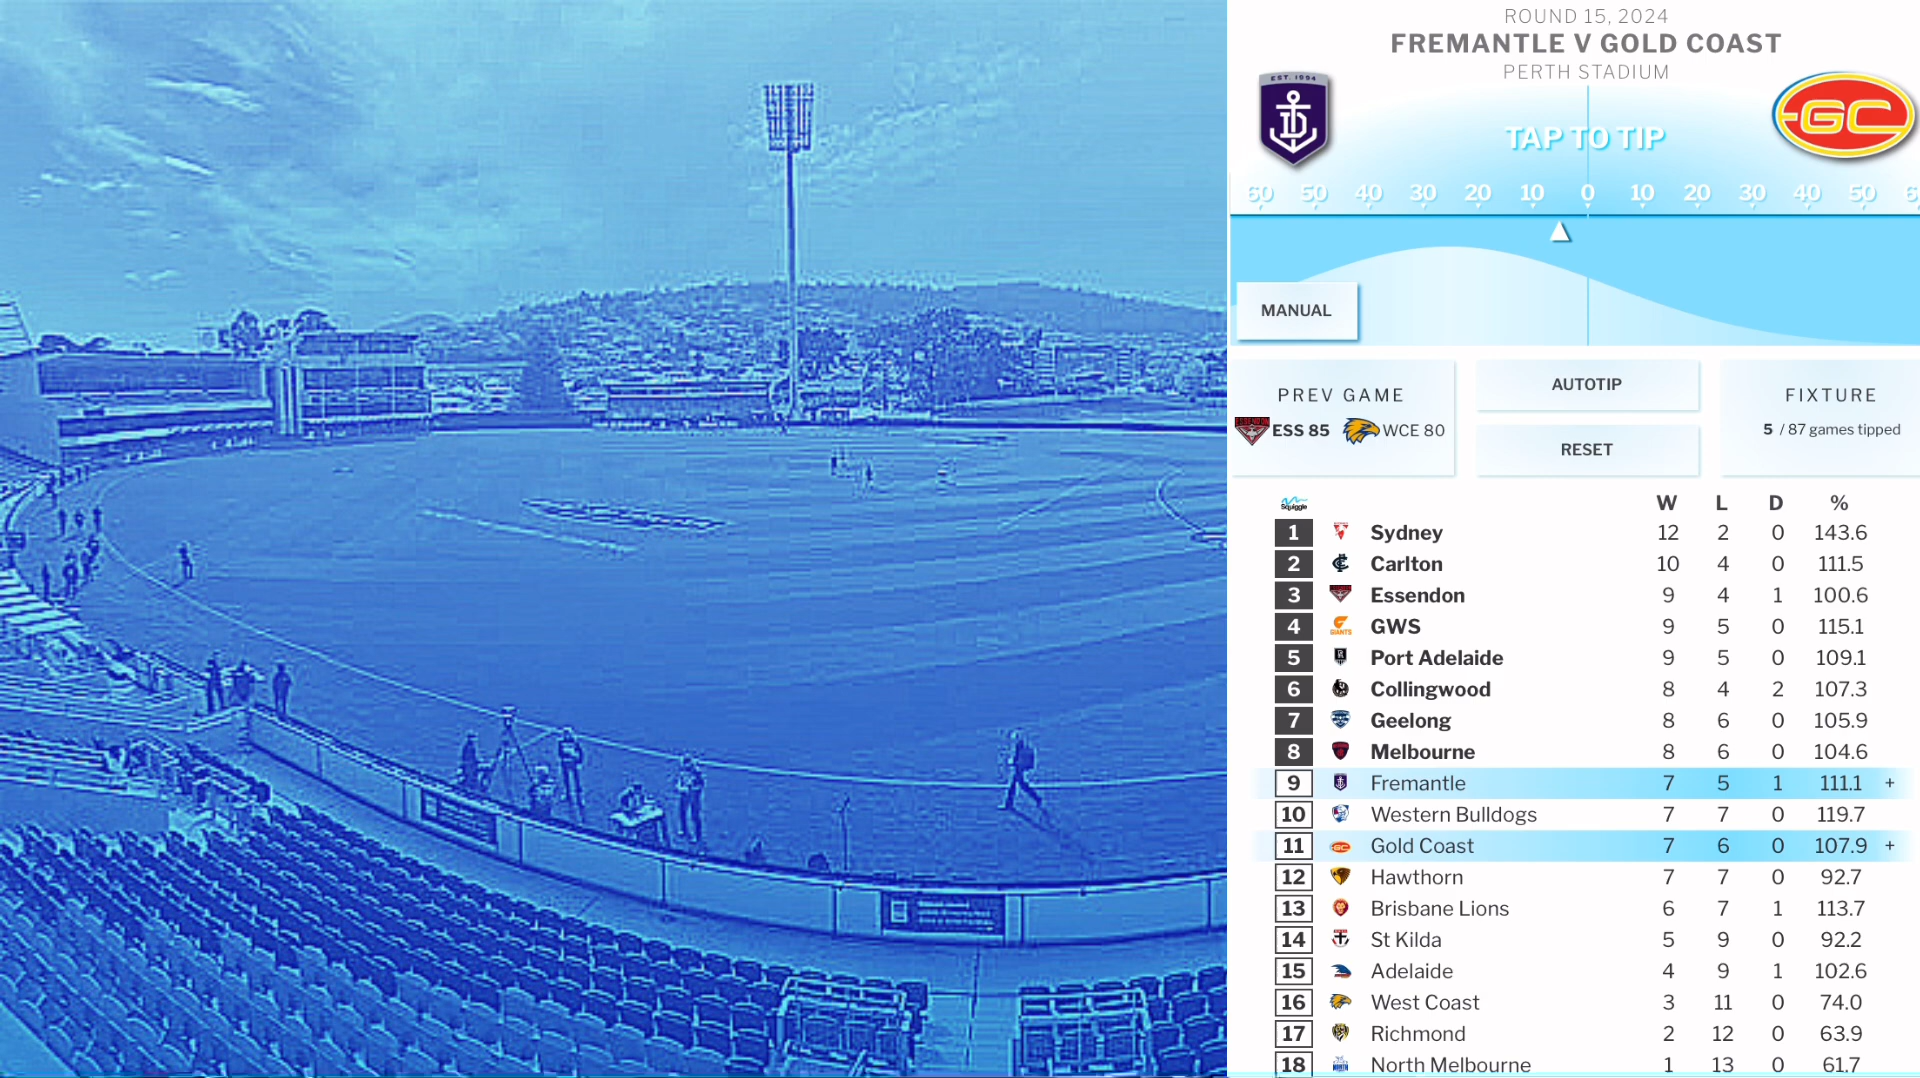 ROUND 15, 2024
FREMANTLE V GOLD COAST
PERTH STADIUM
EST. 1994
GC
TAP TO TIP
60 50 40 30 20 10 0 10 20 30 40 50
MANUAL
PREV GAME
ESS 85 WCE 80
AUTOTIP
RESET
FIXTURE
5 / 87 games tipped
Squiggle W L D %
1 Sydney 12 2 0 143.6
2 Carlton 10 4 0 111.5
3 Essendon 9 4 1 100.6
4 GIANTS GWS 9 5 0 115.1
5 Port Adelaide 9 5 0 109.1
6 Collingwood 8 4 2 107.3
7 Geelong 8 6 0 105.9
8 Melbourne 8 6 0 104.6
9 Fremantle 7 5 1 111.1 +
10 Western Bulldogs 7 7 0 119.7
11 GC Gold Coast 7 6 0 107.9 +
12 Hawthorn 7 7 0 92.7
13 Brisbane Lions 6 7 1 113.7
14 St Kilda 5 9 0 92.2
15 Adelaide 4 9 1 102.6
16 West Coast 3 11 0 74.0
17 Richmond 2 12 0 63.9
18 North Melbourne 1 13 0 61.7